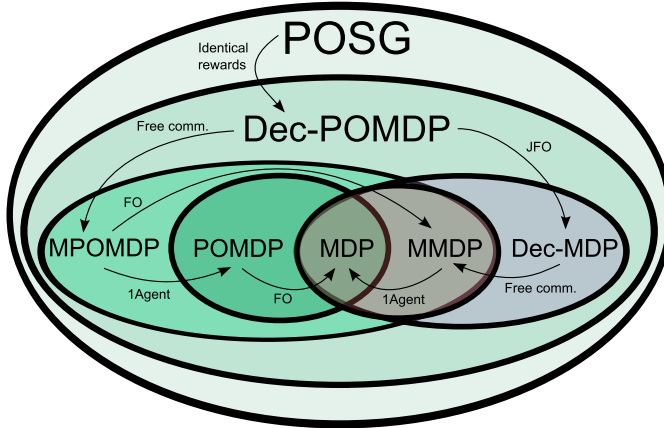 POSG
Identical
rewards
Free comm.
Dec-POMDP
JFO
FO
MPOMDP
POMDP
MDP
MMDP
Dec-MDP
1Agent
FO
1Agent
Free comm.